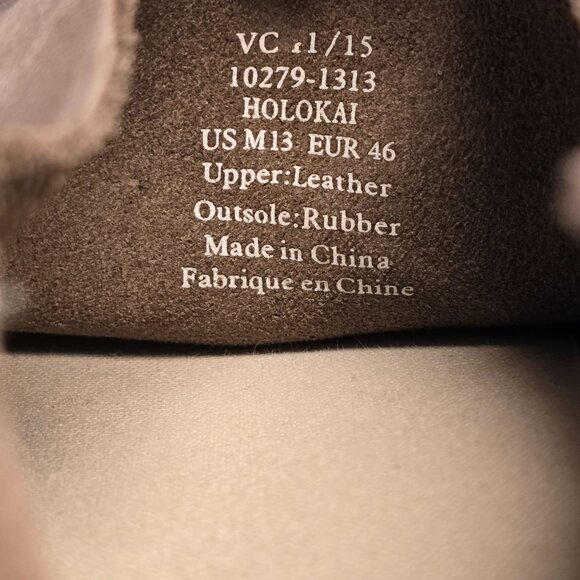 VC 11/15
10279-1313
HOLOKAI
US M13 EUR 46
Upper:Leather
Outsole:Rubber
Made in China
Fabrique en Chine